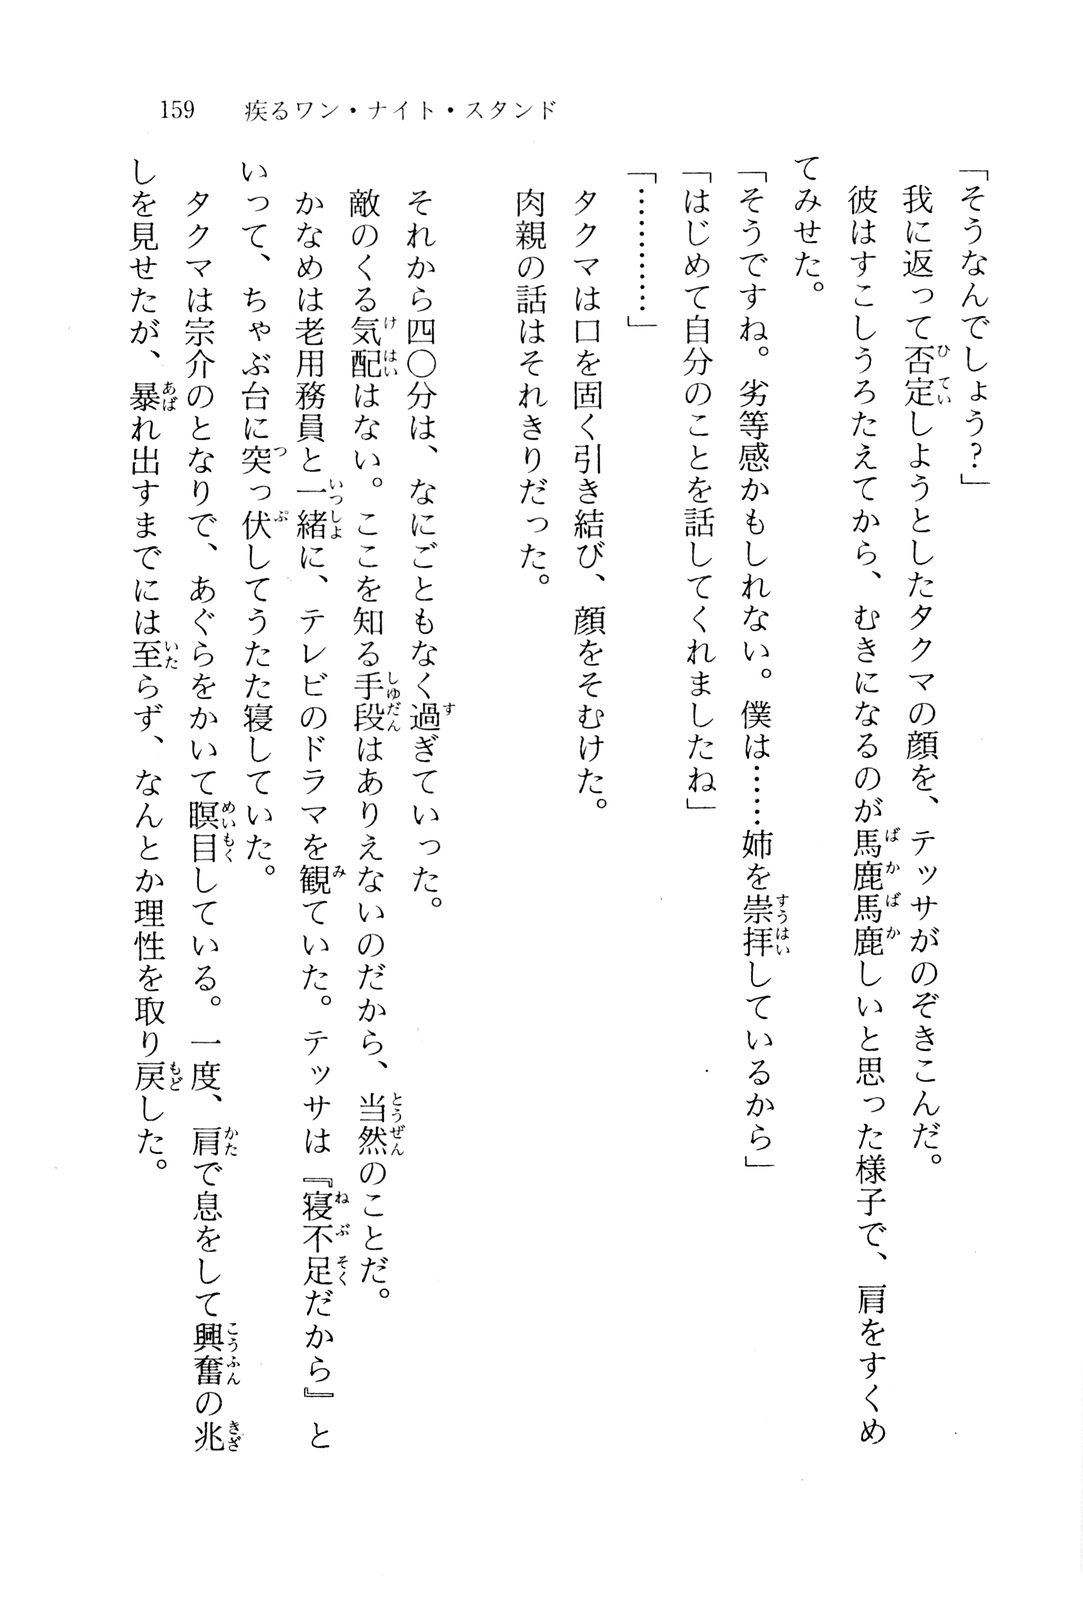 159 疾るワン・ナイト・スタンド
「そうなんでしょう?」
我に返って否定しようとしたタクマの顔を、テッサがのぞきこんだ。
彼はすこしうろたえてから、むきになるのが馬鹿馬鹿しいと思った様子で、肩をすくめ
てみせた。
「そうですね。劣等感かもしれない。僕は……姉を崇拝しているから」
「はじめて自分のことを話してくれましたね」
「…………」
タクマは口を固く引き結び、顔をそむけた。
肉親の話はそれきりだった。
それから四〇分は、なにごともなく過ぎていった。
敵のくる気配はない。ここを知る手段はありえないのだから、当然のことだ。
かなめは老用務員と一緒に、テレビのドラマを観ていた。テッサは『寝不足だから』と
いって、ちゃぶ台に突っ伏してうたた寝していた。
タクマは宗介のとなりで、あぐらをかいて瞑目している。一度、肩で息をして興奮の兆
しを見せたが、暴れ出すまでには至らず、なんとか理性を取り戻した。